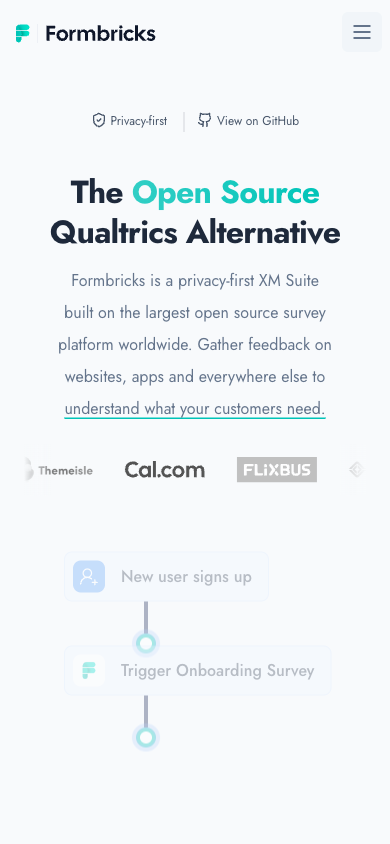 Formbricks
Privacy-first
View on GitHub
The Open Source
Qualtrics Alternative
Formbricks is a privacy-first XM Suite
built on the largest open source survey
platform worldwide. Gather feedback on
websites, apps and everywhere else to
understand what your customers need.
Themeisle
Cal.com
FLiXBUS
New user signs up
Trigger Onboarding Survey